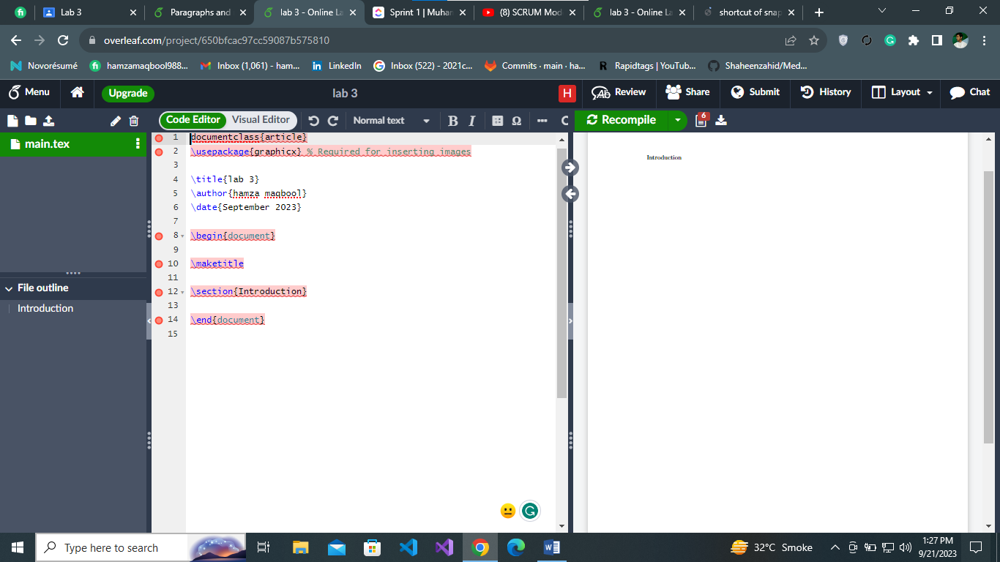 Lab 3
Paragraphs and
lab 3 - Online La
Sprint 1 | Muhan
(8) SCRUM Mod
lab 3 - Online La
shortcut of snap
overleaf.com/project/650bfcac97cc59087b575810
Novorésumé
hamzamaqbool988...
Inbox (1,061) - ham...
LinkedIn
Inbox (522) - 2021c...
Commits · main · ha...
Rapidtags | YouTub...
Shaheenzahid/Med...
Menu
Upgrade
lab 3
H
Review
Share
Submit
History
Layout
Chat
Code Editor
Visual Editor
Normal text
B I
Ω
Recompile
6
main.tex
File outline
Introduction
1 documentclass{article}
2 \usepackage{graphicx} % Required for inserting images
3
4 \title{lab 3}
5 \author{hamza maqbool}
6 \date{September 2023}
7
8 \begin{document}
9
10 \maketitle
11
12 \section{Introduction}
13
14 \end{document}
15
Introduction
Type here to search
32°C Smoke
1:27 PM
9/21/2023